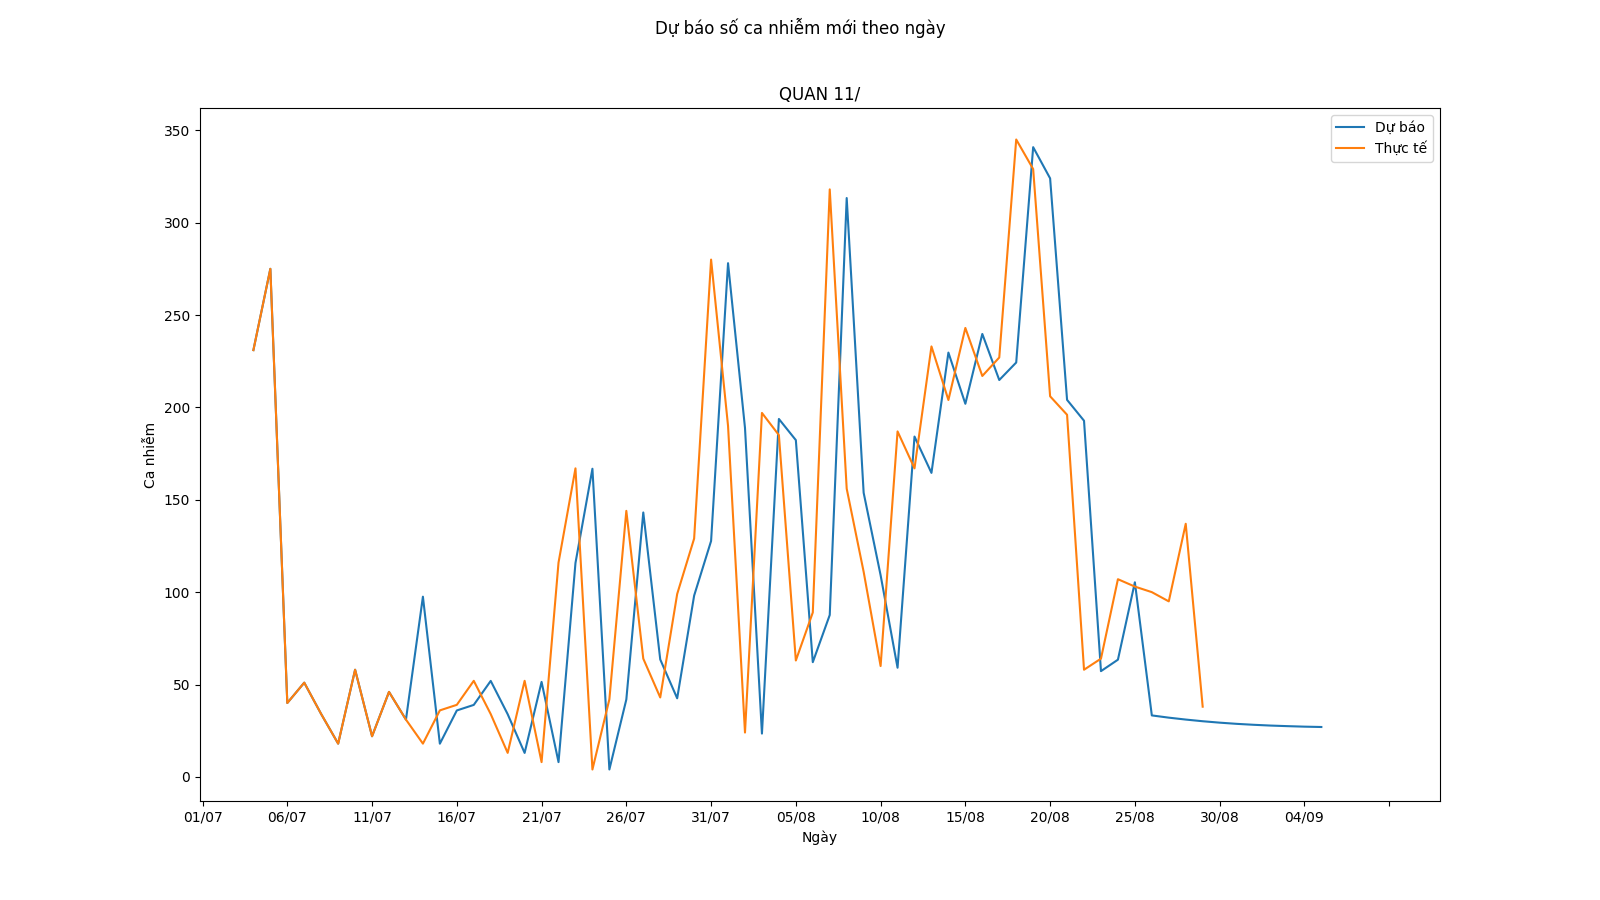 Dự báo số ca nhiễm mới theo ngày
QUAN 11/
Dự báo
Thực tế
350
300
250
200
150
100
50
0
Ca nhiễm
01/07 06/07 11/07 16/07 21/07 26/07 31/07 05/08 10/08 15/08 20/08 25/08 30/08 04/09
Ngày